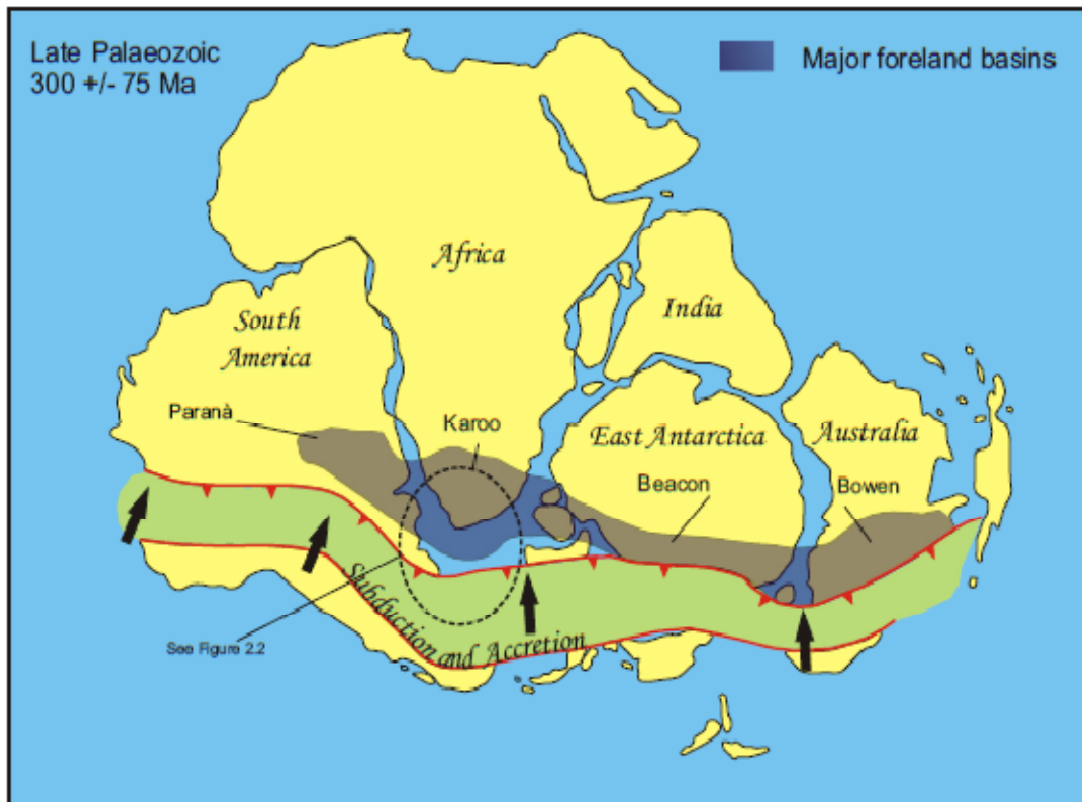 Late Palaeozoic
300 +/- 75 Ma
Major foreland basins
Africa
South
America
India
Paranà
Karoo
East Antarctica
Australia
Beacon
Bowen
See Figure 2.2
Subduction and Accretion